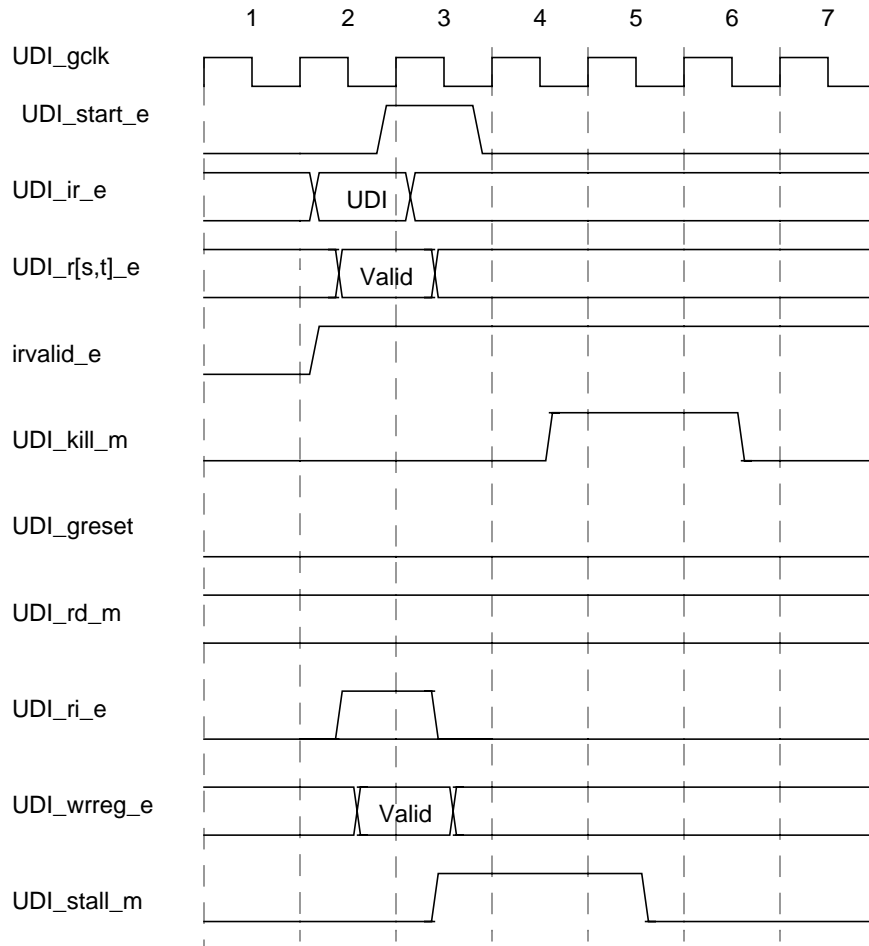 1 2 3 4 5 6 7
UDI_gclk
UDI_start_e
UDI_ir_e UDI
UDI_r[s,t]_e Valid
irvalid_e
UDI_kill_m
UDI_greset
UDI_rd_m
UDI_ri_e
UDI_wrreg_e Valid
UDI_stall_m